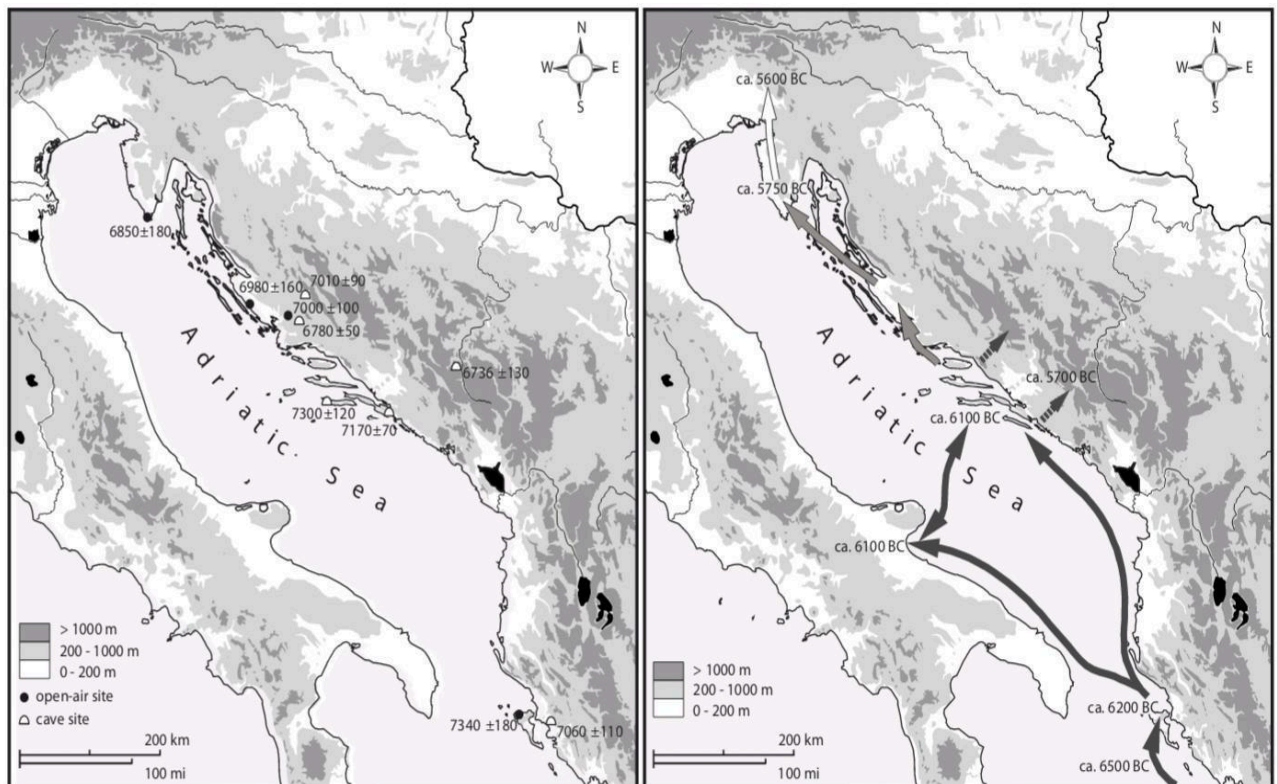 N
W E
S
6850±180
6980±160
7010±90
7000±100
6780±50
6736±130
7300±120
7170±70
Adriatic Sea
> 1000 m
200 - 1000 m
0 - 200 m
open-air site
cave site
7340 ±180
7060 ±110
200 km
100 mi
N
W E
S
ca. 5600 BC
ca. 5750 BC
ca. 5700 BC
ca. 6100 BC
Adriatic Sea
ca. 6100 BC
> 1000 m
200 - 1000 m
0 - 200 m
ca. 6200 BC
200 km
100 mi
ca. 6500 BC